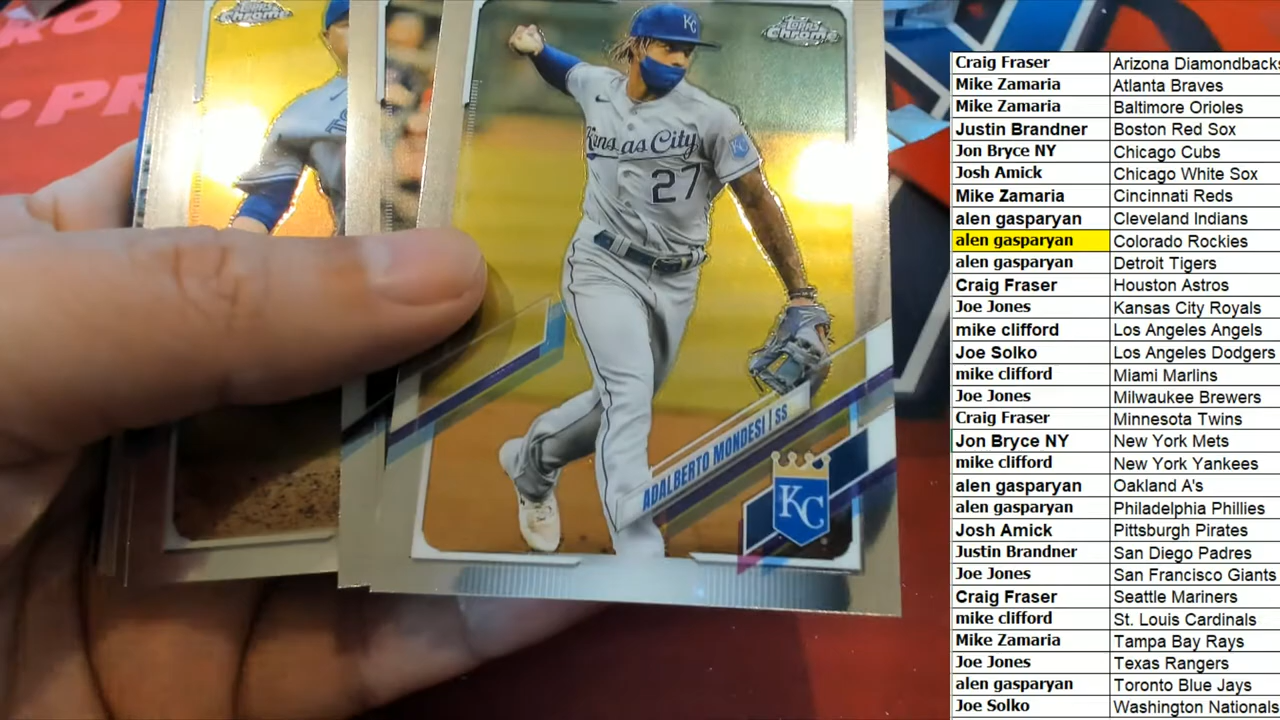 KO
• PR
TOPPS
Chrome
TOPPS
Chrome
KC
Kansas City
KC
27
ADALBERTO MONDESI | SS
KC
Craig Fraser Arizona Diamondbacks
Mike Zamaria Atlanta Braves
Mike Zamaria Baltimore Orioles
Justin Brandner Boston Red Sox
Jon Bryce NY Chicago Cubs
Josh Amick Chicago White Sox
Mike Zamaria Cincinnati Reds
alen gasparyan Cleveland Indians
alen gasparyan Colorado Rockies
alen gasparyan Detroit Tigers
Craig Fraser Houston Astros
Joe Jones Kansas City Royals
mike clifford Los Angeles Angels
Joe Solko Los Angeles Dodgers
mike clifford Miami Marlins
Joe Jones Milwaukee Brewers
Craig Fraser Minnesota Twins
Jon Bryce NY New York Mets
mike clifford New York Yankees
alen gasparyan Oakland A's
alen gasparyan Philadelphia Phillies
Josh Amick Pittsburgh Pirates
Justin Brandner San Diego Padres
Joe Jones San Francisco Giants
Craig Fraser Seattle Mariners
mike clifford St. Louis Cardinals
Mike Zamaria Tampa Bay Rays
Joe Jones Texas Rangers
alen gasparyan Toronto Blue Jays
Joe Solko Washington Nationals